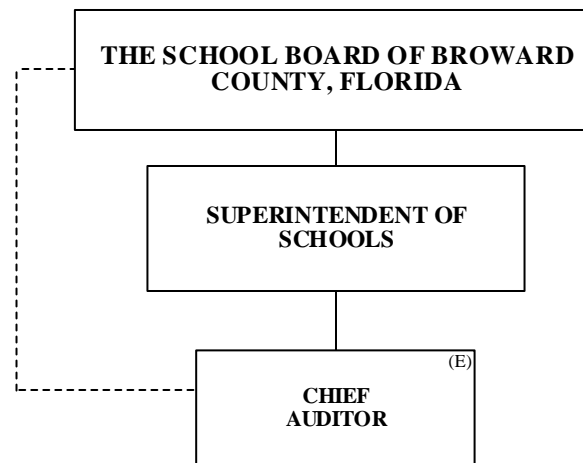 THE SCHOOL BOARD OF BROWARD
COUNTY, FLORIDA
SUPERINTENDENT OF
SCHOOLS
(E)
CHIEF
AUDITOR